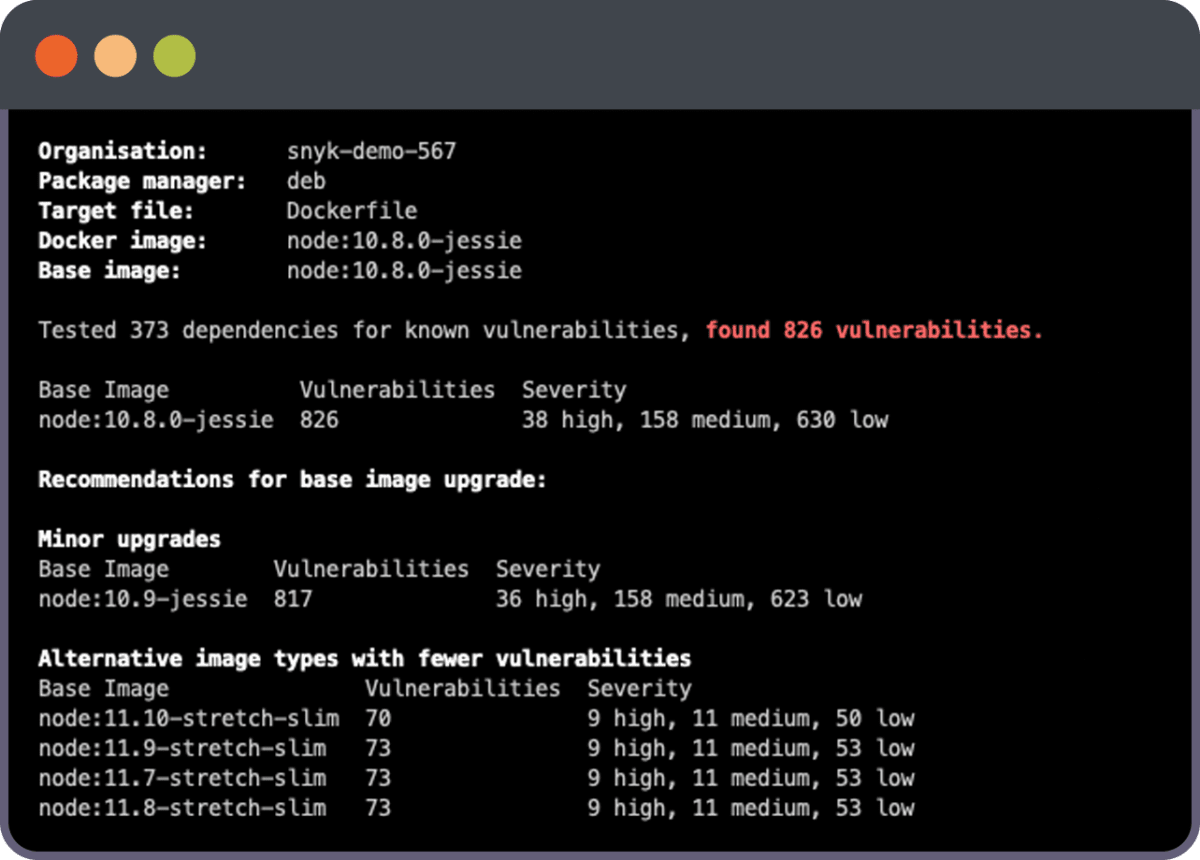 Organisation: snyk-demo-567
Package manager: deb
Target file: Dockerfile
Docker image: node:10.8.0-jessie
Base image: node:10.8.0-jessie
Tested 373 dependencies for known vulnerabilities, found 826 vulnerabilities.
Base Image Vulnerabilities Severity
node:10.8.0-jessie 826 38 high, 158 medium, 630 low
Recommendations for base image upgrade:
Minor upgrades
Base Image Vulnerabilities Severity
node:10.9-jessie 817 36 high, 158 medium, 623 low
Alternative image types with fewer vulnerabilities
Base Image Vulnerabilities Severity
node:11.10-stretch-slim 70 9 high, 11 medium, 50 low
node:11.9-stretch-slim 73 9 high, 11 medium, 53 low
node:11.7-stretch-slim 73 9 high, 11 medium, 53 low
node:11.8-stretch-slim 73 9 high, 11 medium, 53 low